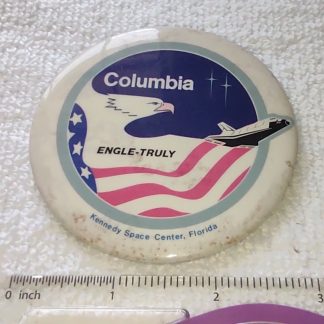 Columbia
ENGLE-TRULY
Kennedy Space Center, Florida
0 inch 1 2 3